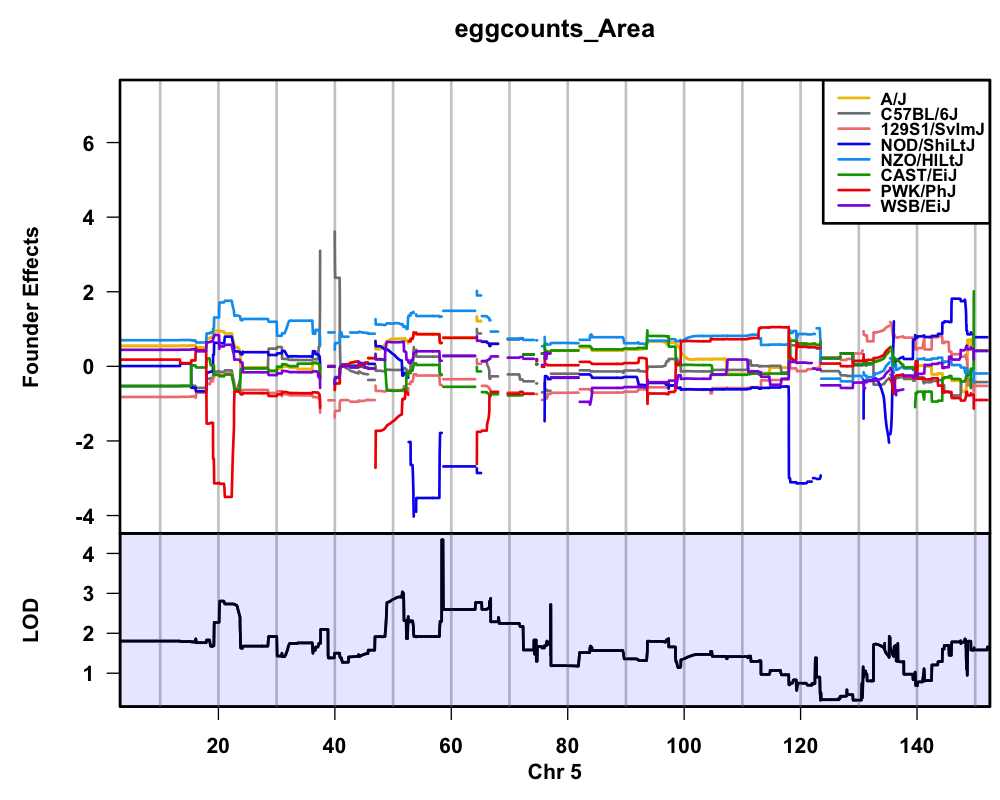 eggcounts_Area
A/J
C57BL/6J
129S1/SvImJ
NOD/ShiLtJ
NZO/HlLtJ
CAST/EiJ
PWK/PhJ
WSB/EiJ
Founder Effects
6
4
2
0
-2
-4
LOD
4
3
2
1
20 40 60 80 100 120 140
Chr 5